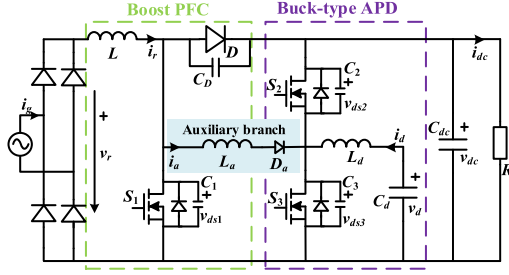 Boost PFC
Buck-type APD
L
i_r
D
i_dc
C_D
C_2
S_2
v_ds2
i_g
+
v_r
Auxiliary branch
i_a
L_a
D_a
L_d
i_d
C_dc
+
v_dc
R
S_1
C_1
+
v_ds1
S_3
C_3
+
v_ds3
C_d
+
v_d